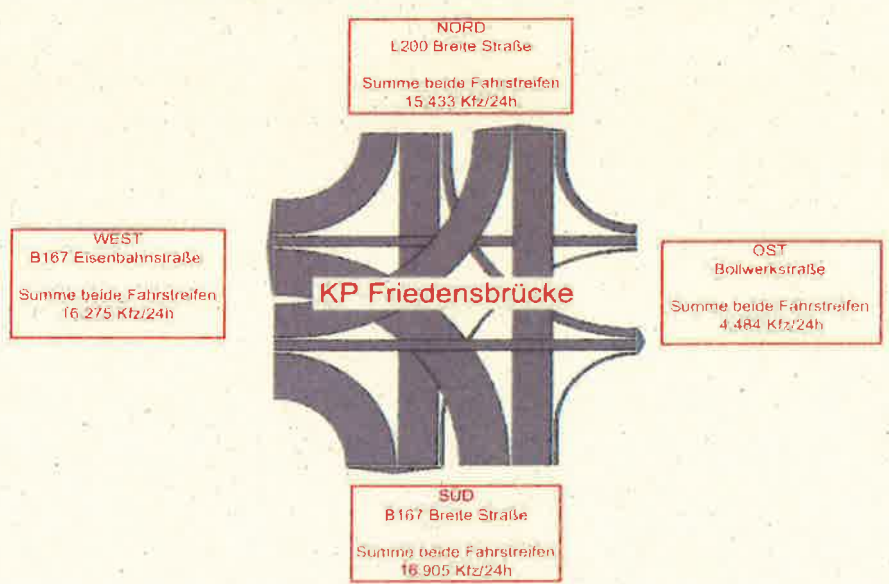 NORD
L200 Breite Straße
Summe beide Fahrstreifen
15.433 Kfz/24h
WEST
B167 Eisenbahnstraße
Summe beide Fahrstreifen
16.275 Kfz/24h
KP Friedensbrücke
OST
Bollwerkstraße
Summe beide Fahrstreifen
4.484 Kfz/24h
SÜD
B167 Breite Straße
Summe beide Fahrstreifen
16.905 Kfz/24h